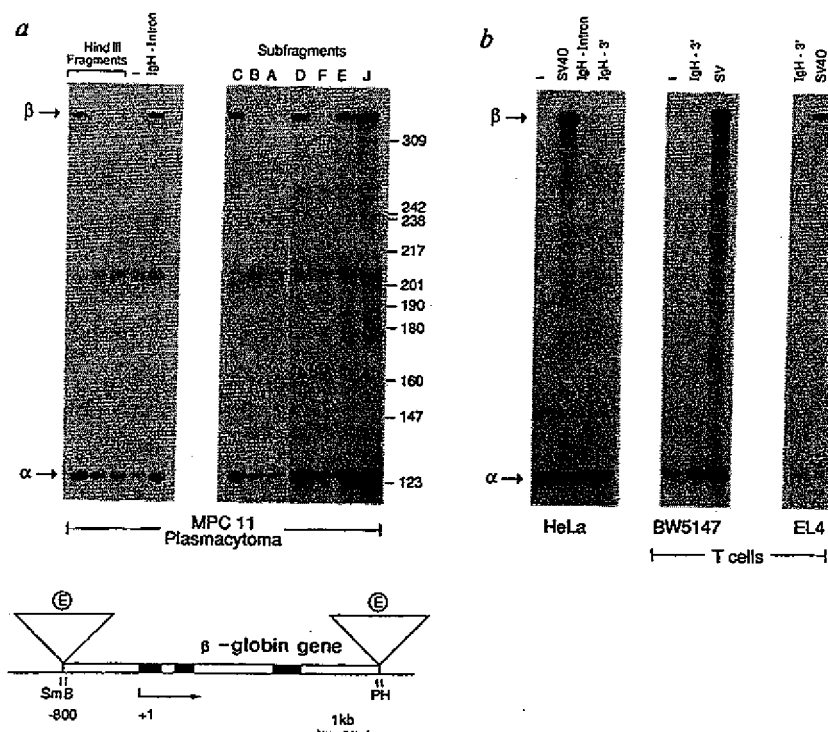 a
Hind III
Fragments
–
IgH - Intron
Subfragments
C B A D F E J
β →
309
242
238
217
201
190
180
160
147
α →
123
MPC 11
Plasmacytoma
b
–
SV40
IgH - Intron
IgH - 3'
–
IgH - 3'
SV
IgH - 3'
SV40
β →
α →
HeLa
BW5147
EL4
T cells
E
E
β -globin gene
SmB
PH
-800
+1
1kb